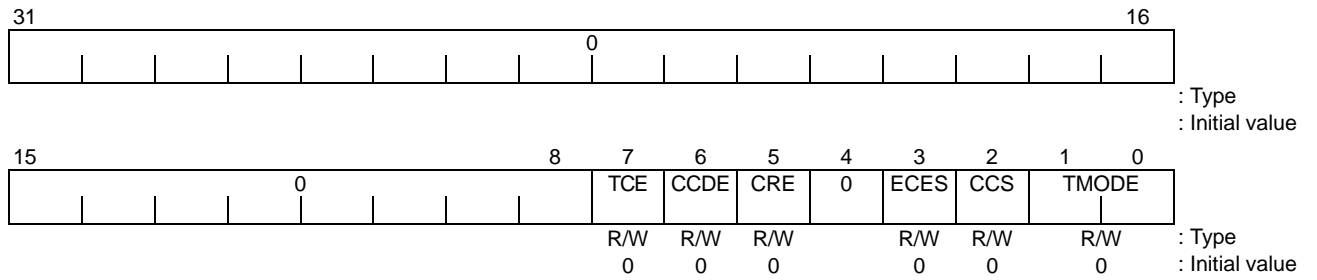 31 16
0
: Type
: Initial value
15 8 7 6 5 4 3 2 1 0
0 TCE CCDE CRE 0 ECES CCS TMODE
R/W R/W R/W R/W R/W R/W : Type
0 0 0 0 0 0 : Initial value